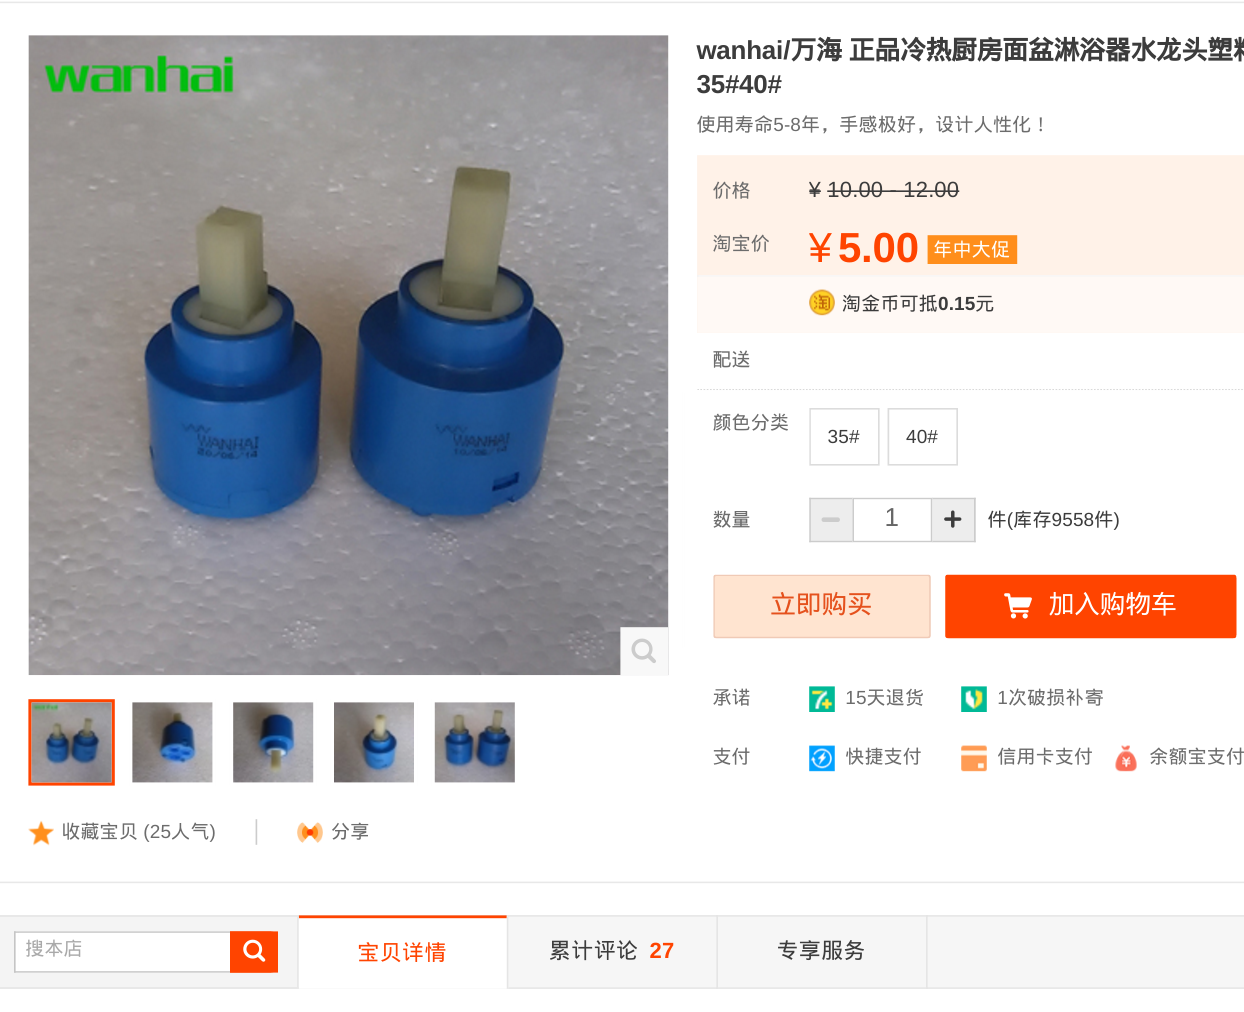 wanhai
WANHAI
WANHAI
10/06/14
wanhai/万海 正品冷热厨房面盆淋浴器水龙头塑
35#40#
使用寿命5-8年，手感极好，设计人性化！
价格 ¥ 10.00 - 12.00
淘宝价 ¥ 5.00 年中大促
淘 淘金币可抵0.15元
配送
颜色分类 35# 40#
数量 1 件(库存9558件)
立即购买 加入购物车
承诺 7+ 15天退货 1次破损补寄
支付 快捷支付 信用卡支付 ¥ 余额宝支付
收藏宝贝 (25人气) 分享
搜本店 宝贝详情 累计评论 27 专享服务